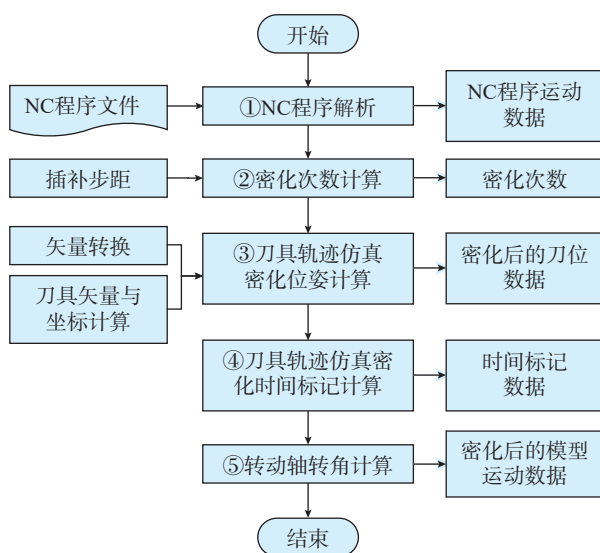 开始
NC程序文件
①NC程序解析
NC程序运动
数据
插补步距
②密化次数计算
密化次数
矢量转换
刀具矢量与
坐标计算
③刀具轨迹仿真
密化位姿计算
密化后的刀位
数据
④刀具轨迹仿真密
化时间标记计算
时间标记
数据
⑤转动轴转角计算
密化后的模型
运动数据
结束